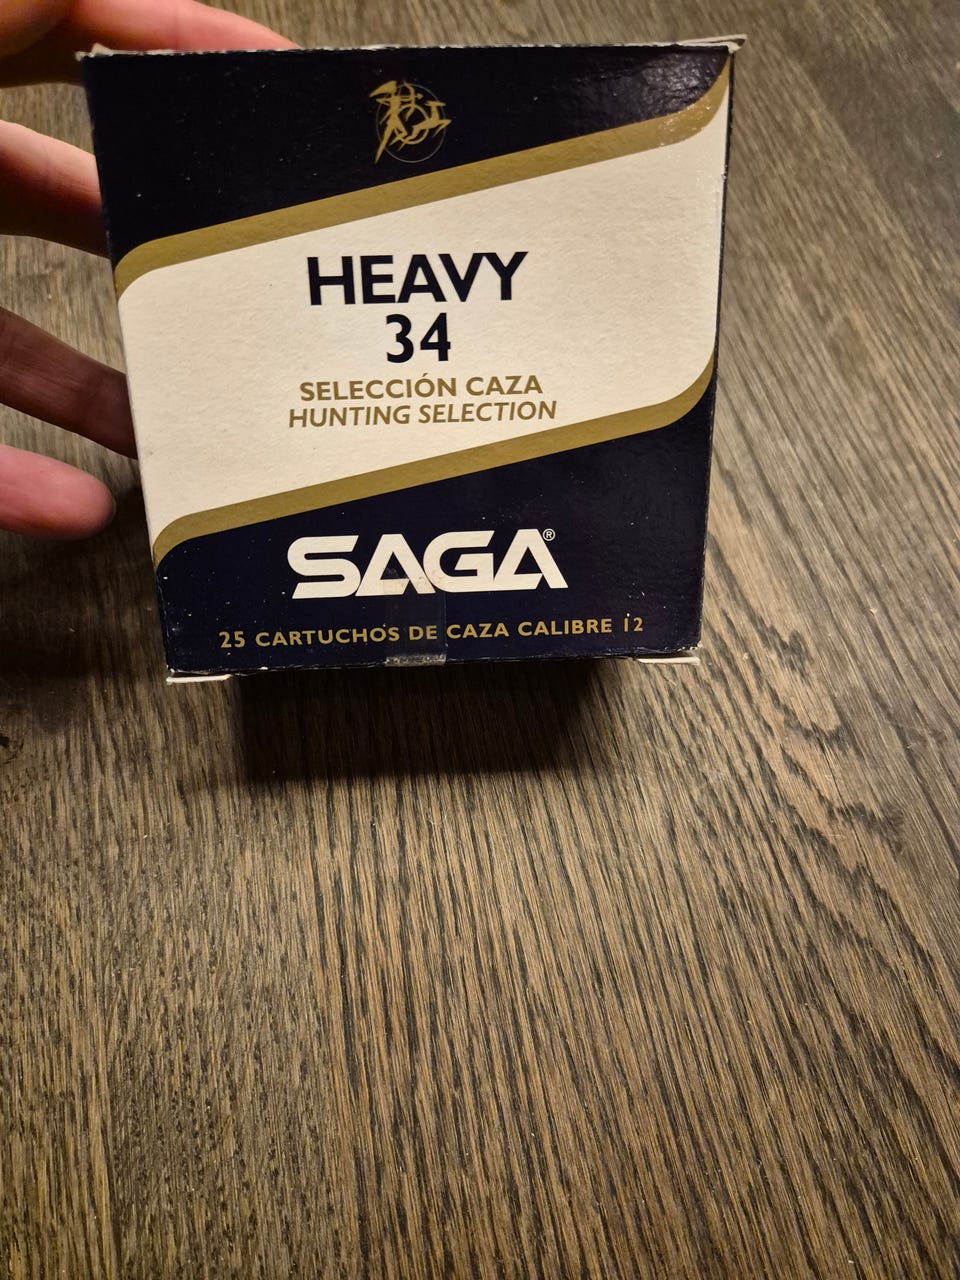 HEAVY
34
SELECCIÓN CAZA
HUNTING SELECTION
SAGA®
25 CARTUCHOS DE CAZA CALIBRE 12